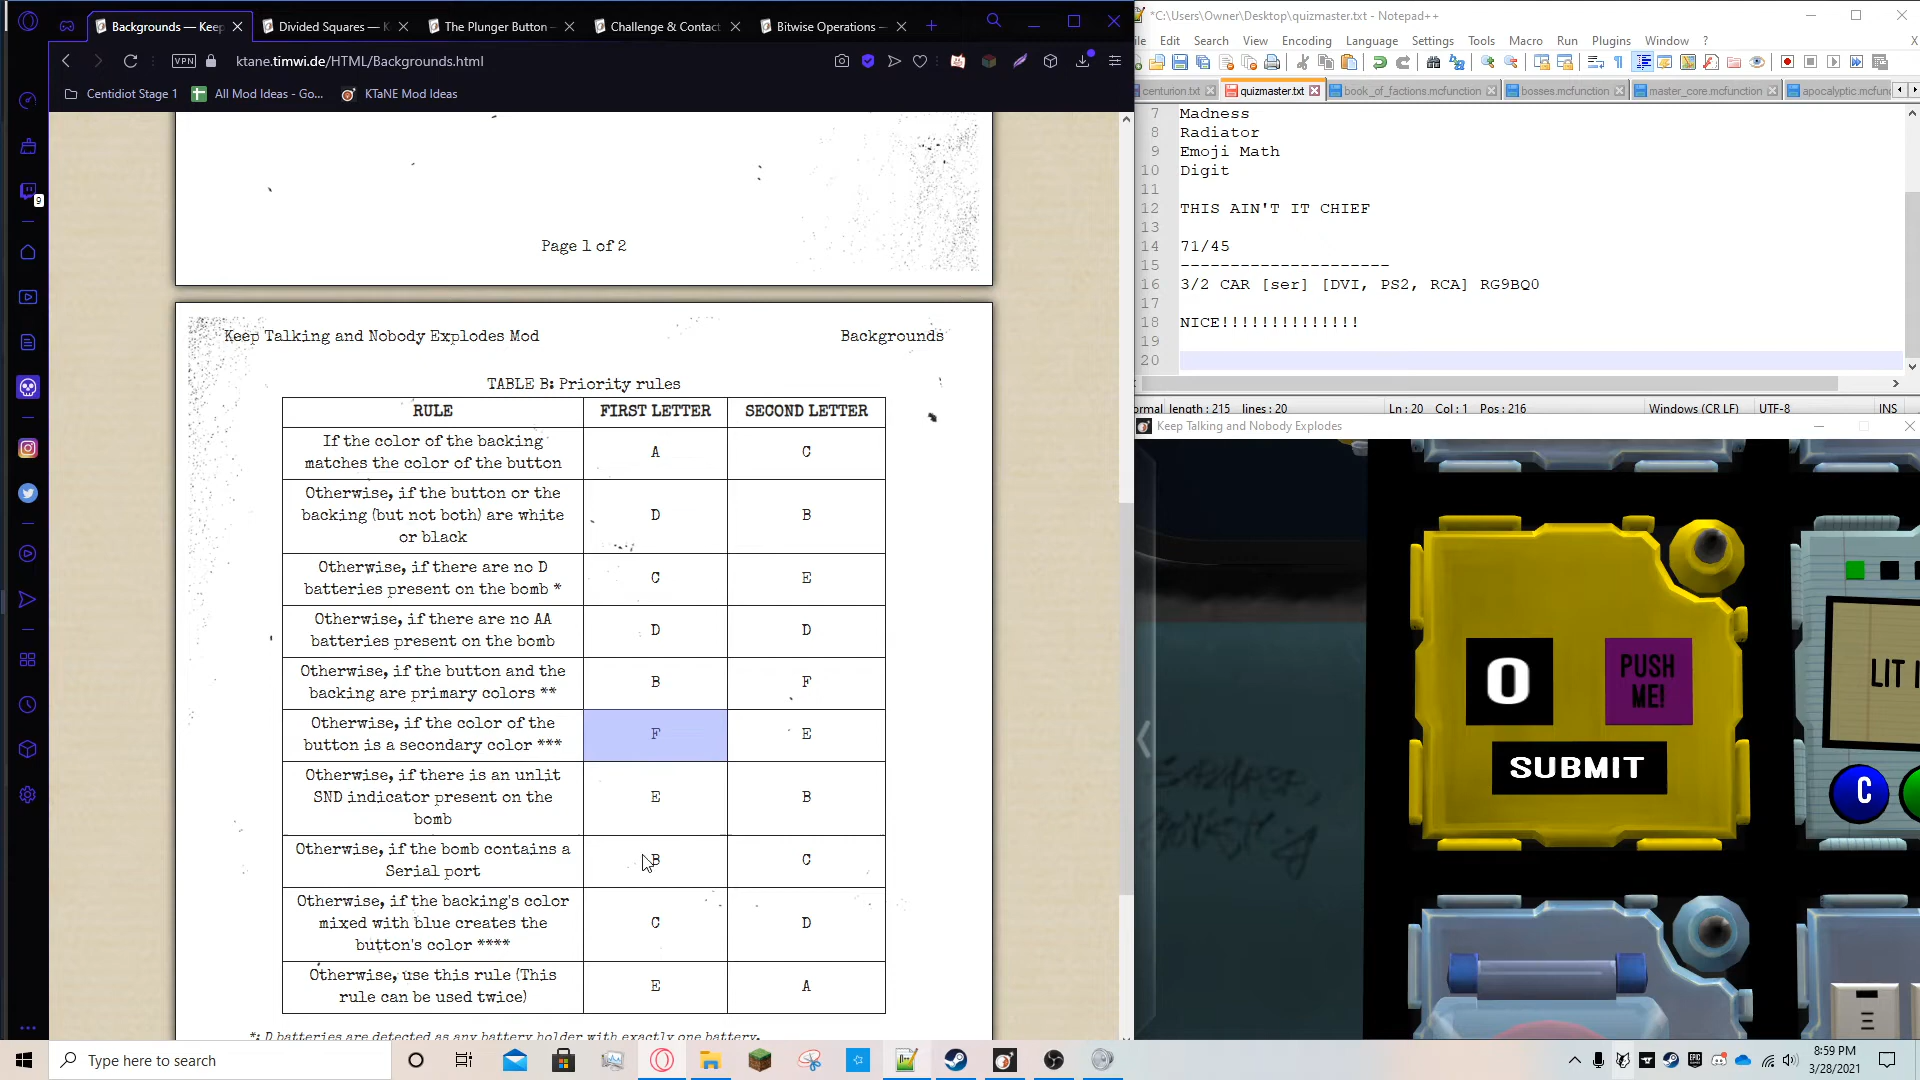 Backgrounds — Keep
Divided Squares — K
The Plunger Button —
Challenge & Contact
Bitwise Operations —
VPN
ktane.timwi.de/HTML/Backgrounds.html
Centidiot Stage 1
All Mod Ideas - Go...
KTaNE Mod Ideas
9
Page 1 of 2
Keep Talking and Nobody Explodes Mod
Backgrounds
TABLE B: Priority rules
RULE
FIRST LETTER
SECOND LETTER
If the color of the backing
matches the color of the button
A
C
Otherwise, if the button or the
backing (but not both) are white
or black
D
B
Otherwise, if there are no D
batteries present on the bomb *
C
E
Otherwise, if there are no AA
batteries present on the bomb
D
D
Otherwise, if the button and the
backing are primary colors **
B
F
Otherwise, if the color of the
button is a secondary color ***
F
E
Otherwise, if there is an unlit
SND indicator present on the
bomb
E
B
Otherwise, if the bomb contains a
Serial port
B
C
Otherwise, if the backing's color
mixed with blue creates the
button's color ****
C
D
Otherwise, use this rule (This
rule can be used twice)
E
A
*: D batteries are detected as any battery holder with exactly one battery.
*C:\Users\Owner\Desktop\quizmaster.txt - Notepad++
Edit Search View Encoding Language Settings Tools Macro Run Plugins Window ?
X
centurion.txt
quizmaster.txt
book_of_factions.mcfunction
bosses.mcfunction
master_core.mcfunction
apocalyptic.mcfun
7 Madness
8 Radiator
9 Emoji Math
10 Digit
11
12 THIS AIN'T IT CHIEF
13
14 71/45
15 ---------------------
16 3/2 CAR [ser] [DVI, PS2, RCA] RG9BQ0
17
18 NICE!!!!!!!!!!!!!!
19
20
ormal length : 215 lines : 20
Ln : 20 Col : 1 Pos : 216
Windows (CR LF)
UTF-8
INS
Keep Talking and Nobody Explodes
0
PUSH
ME!
SUBMIT
LIT I
C
Type here to search
8:59 PM
3/28/2021